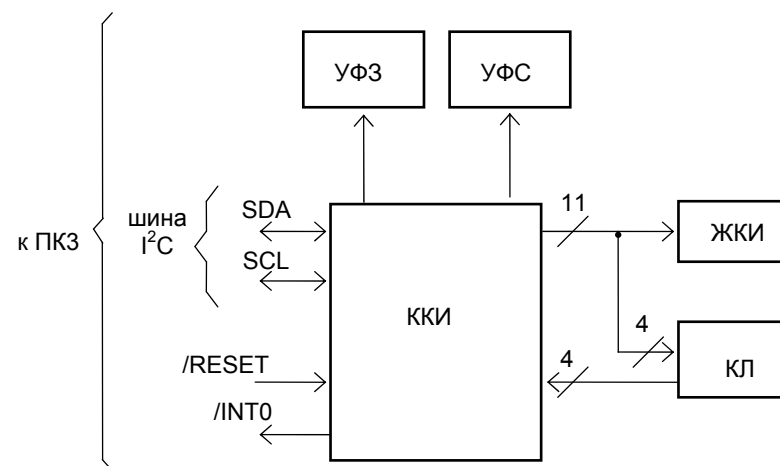 УФЗ
УФС
шина
I²C
SDA
SCL
к ПКЗ
ККИ
11
ЖКИ
4
КЛ
4
/RESET
/INT0